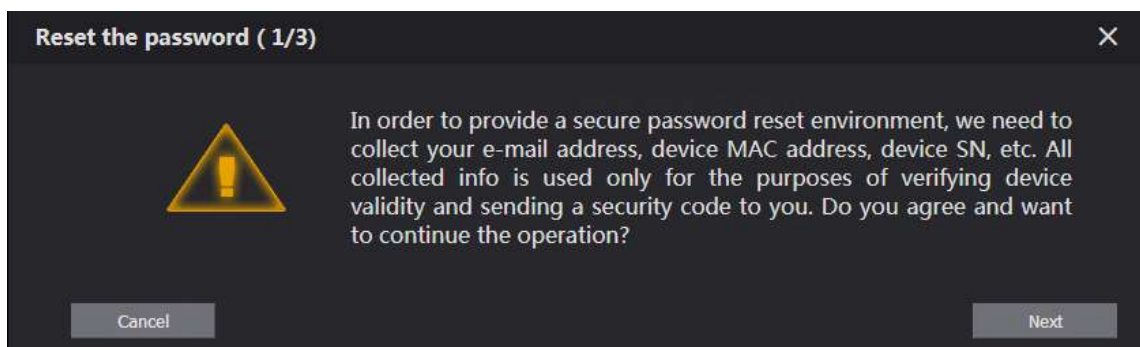 Reset the password ( 1/3)
In order to provide a secure password reset environment, we need to
collect your e-mail address, device MAC address, device SN, etc. All
collected info is used only for the purposes of verifying device
validity and sending a security code to you. Do you agree and want
to continue the operation?
Cancel
Next